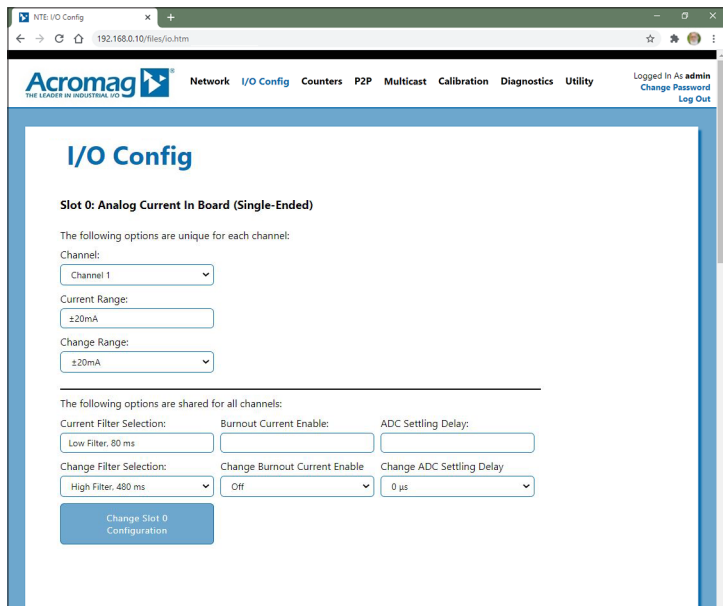 NTE: I/O Config
192.168.0.10/files/io.htm
Acromag
THE LEADER IN INDUSTRIAL I/O
®
Network I/O Config Counters P2P Multicast Calibration Diagnostics Utility
Logged In As admin
Change Password
Log Out
I/O Config
Slot 0: Analog Current In Board (Single-Ended)
The following options are unique for each channel:
Channel:
Channel 1
Current Range:
±20mA
Change Range:
±20mA
The following options are shared for all channels:
Current Filter Selection: Burnout Current Enable: ADC Settling Delay:
Low Filter, 80 ms
Change Filter Selection: Change Burnout Current Enable Change ADC Settling Delay
High Filter, 480 ms Off 0 µs
Change Slot 0
Configuration